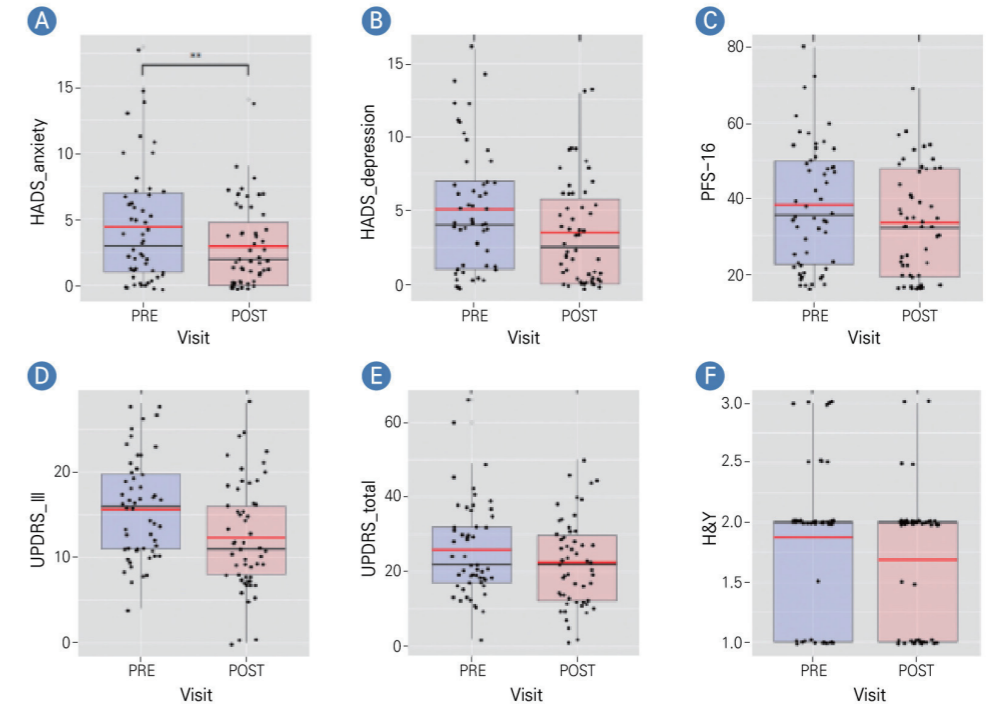 A
HADS_anxiety
15
10
5
0
**
PRE
POST
Visit
B
HADS_depression
15
10
5
0
PRE
POST
Visit
C
PFS-16
80
60
40
20
PRE
POST
Visit
D
UPDRS_III
20
10
0
PRE
POST
Visit
E
UPDRS_total
60
40
20
0
PRE
POST
Visit
F
H&Y
3.0
2.5
2.0
1.5
1.0
PRE
POST
Visit